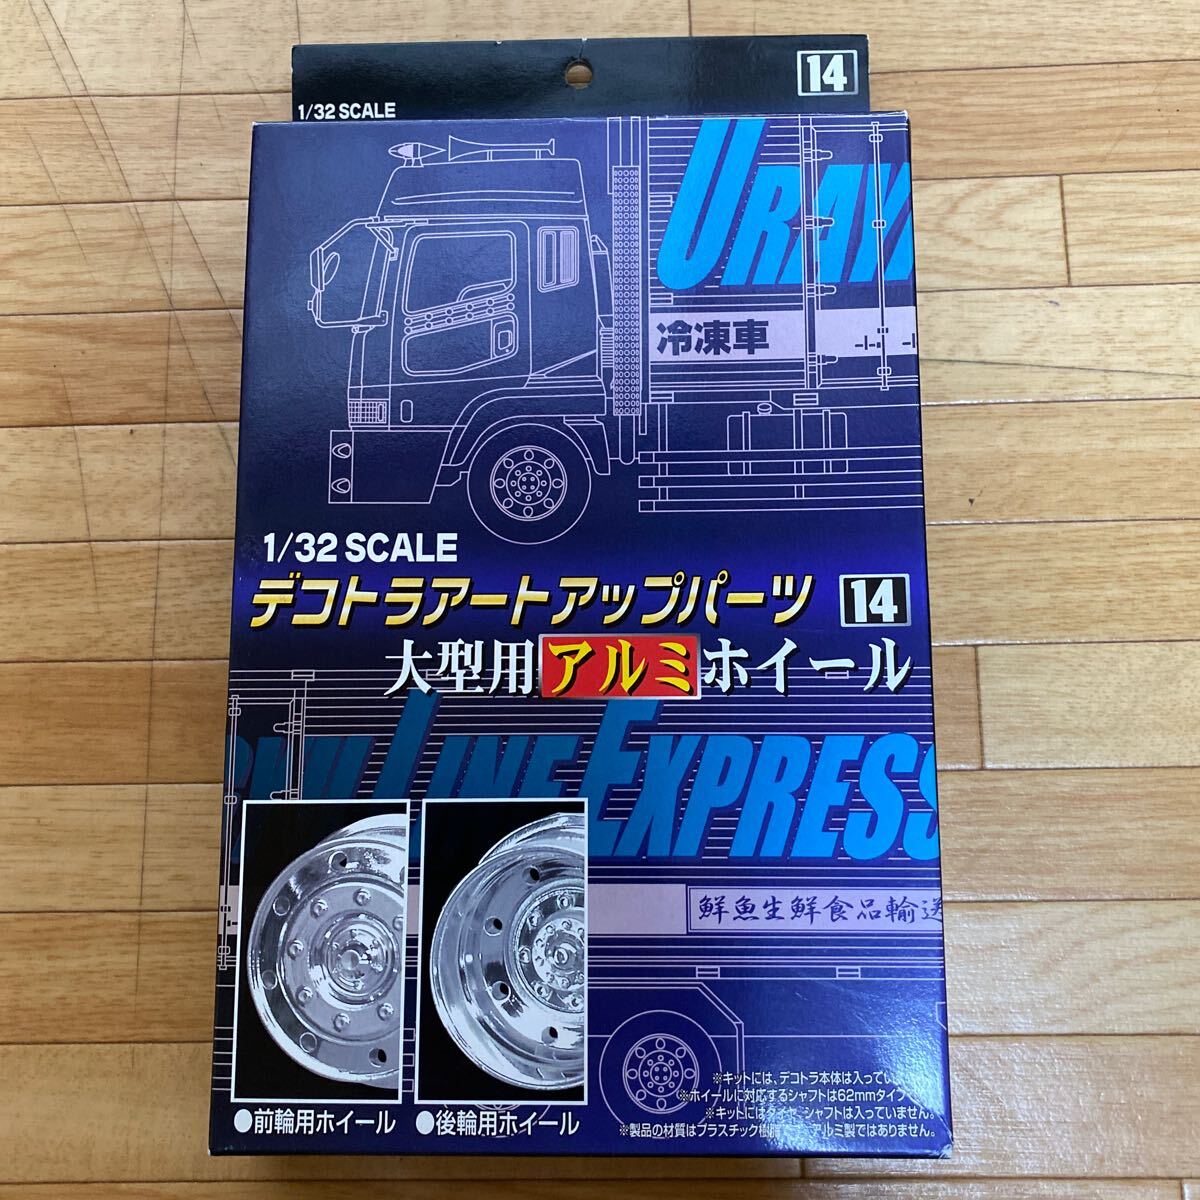 14
1/32 SCALE
冷凍車
1/32 SCALE
デコトラアートアップパーツ 14
大型用アルミホイール
LINE EXPRESS
鮮魚生鮮食品輸送
●前輪用ホイール
●後輪用ホイール
※キットには、デコトラ本体は入ってい
※ホイールに対応するシャフトは62mmタイプ
※キットにはタイヤ、シャフトは入っていません。
※製品の材質はプラスチック樹脂 アルミ製ではありません。